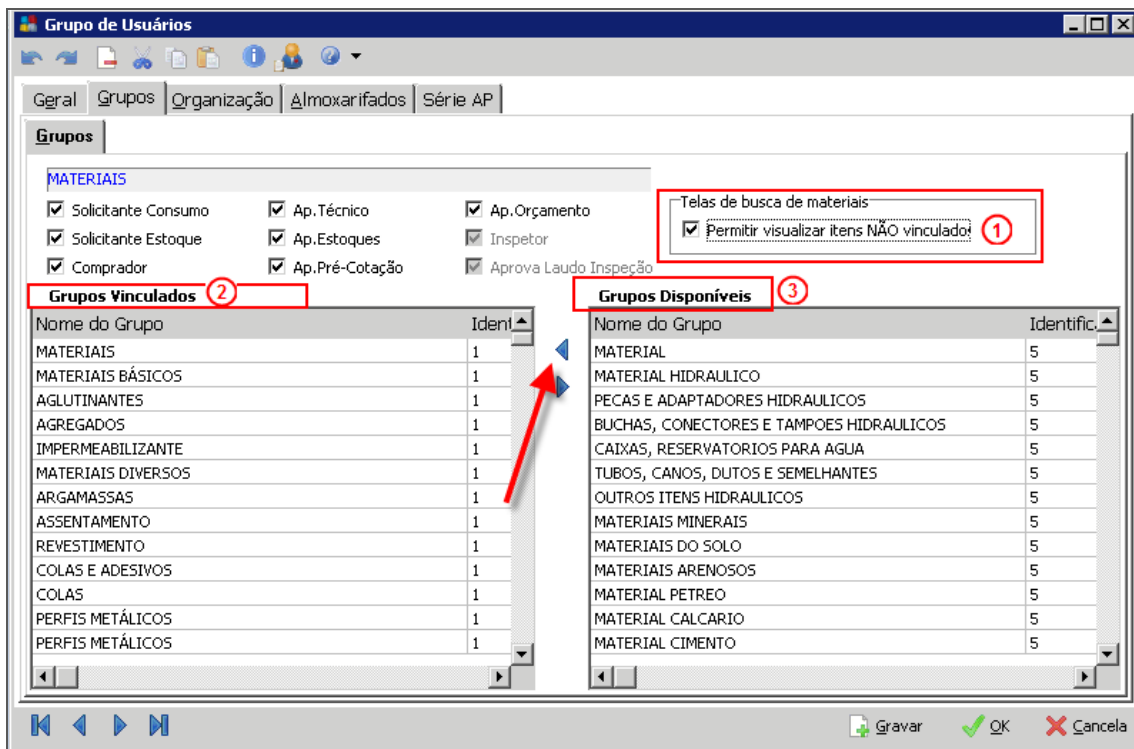 Grupo de Usuários
Geral Grupos Organização Almoxarifados Série AP
Grupos
MATERIAIS
Solicitante Consumo Ap.Técnico Ap.Orçamento
Solicitante Estoque Ap.Estoques Inspetor
Comprador Ap.Pré-Cotação Aprova Laudo Inspeção
Telas de busca de materiais
Permitir visualizar itens NÃO vinculado 1
Grupos Vinculados 2
Nome do Grupo Ident
MATERIAIS 1
MATERIAIS BÁSICOS 1
AGLUTINANTES 1
AGREGADOS 1
IMPERMEABILIZANTE 1
MATERIAIS DIVERSOS 1
ARGAMASSAS 1
ASSENTAMENTO 1
REVESTIMENTO 1
COLAS E ADESIVOS 1
COLAS 1
PERFIS METÁLICOS 1
PERFIS METÁLICOS 1
Grupos Disponíveis 3
Nome do Grupo Identific.
MATERIAL 5
MATERIAL HIDRAULICO 5
PECAS E ADAPTADORES HIDRAULICOS 5
BUCHAS, CONECTORES E TAMPOES HIDRAULICOS 5
CAIXAS, RESERVATORIOS PARA AGUA 5
TUBOS, CANOS, DUTOS E SEMELHANTES 5
OUTROS ITENS HIDRAULICOS 5
MATERIAIS MINERAIS 5
MATERIAIS DO SOLO 5
MATERIAIS ARENOSOS 5
MATERIAL PETREO 5
MATERIAL CALCARIO 5
MATERIAL CIMENTO 5
Gravar OK Cancela